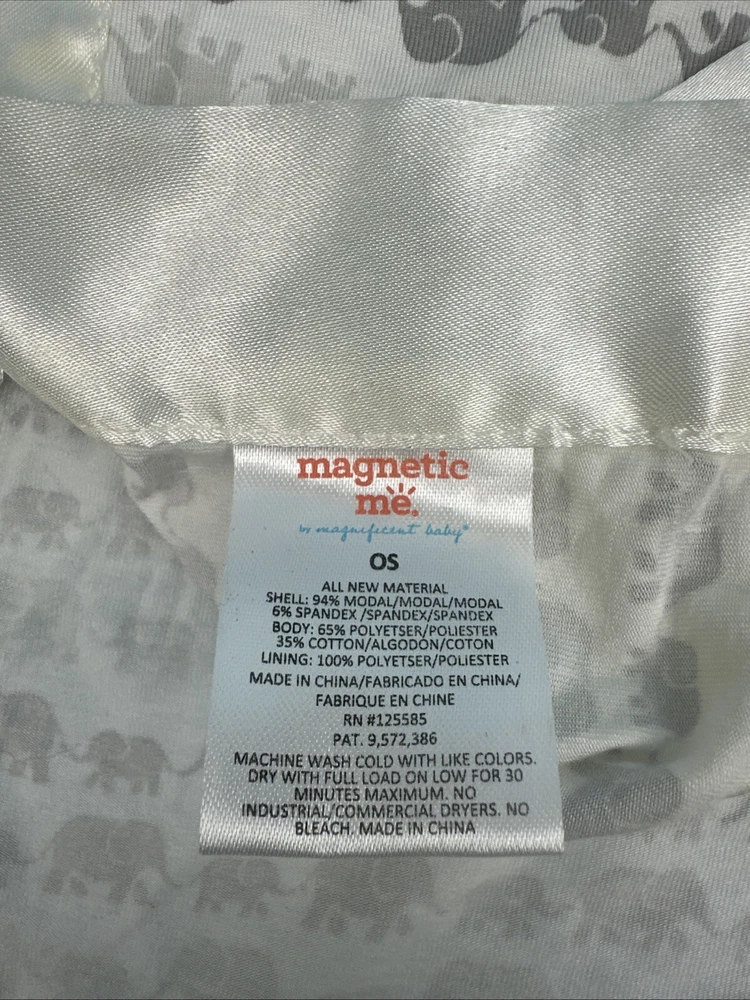 magnetic
me.
by magnificent baby®
OS
ALL NEW MATERIAL
SHELL: 94% MODAL/MODAL/MODAL
6% SPANDEX /SPANDEX/SPANDEX
BODY: 65% POLYETSER/POLIESTER
35% COTTON/ALGODÓN/COTON
LINING: 100% POLYETSER/POLIESTER
MADE IN CHINA/FABRICADO EN CHINA/
FABRIQUE EN CHINE
RN #125585
PAT. 9,572,386
MACHINE WASH COLD WITH LIKE COLORS.
DRY WITH FULL LOAD ON LOW FOR 30
MINUTES MAXIMUM. NO
INDUSTRIAL/COMMERCIAL DRYERS. NO
BLEACH. MADE IN CHINA